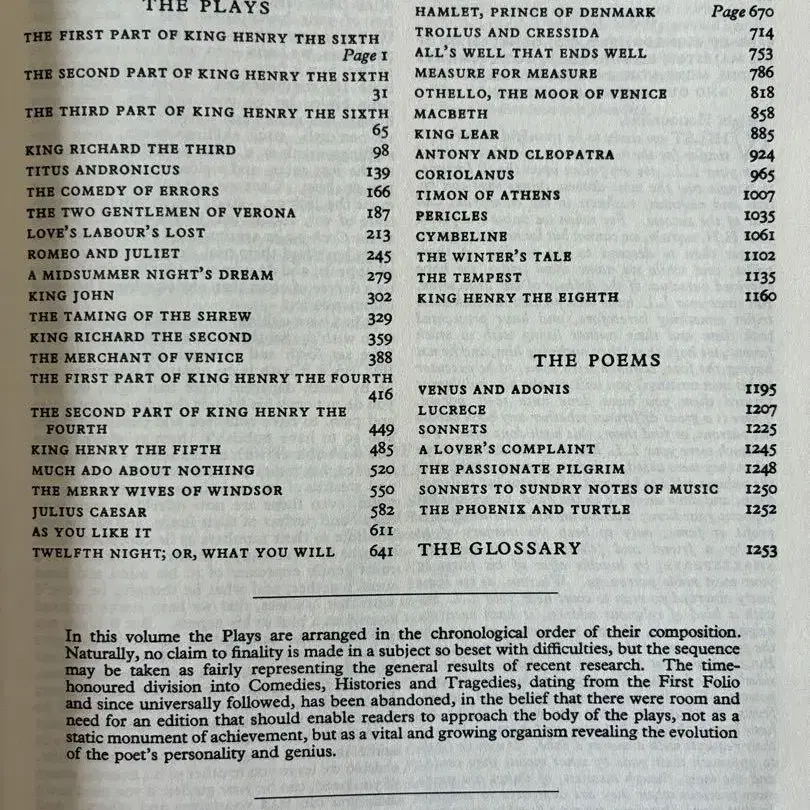 THE PLAYS
THE FIRST PART OF KING HENRY THE SIXTH
Page 1
THE SECOND PART OF KING HENRY THE SIXTH
31
THE THIRD PART OF KING HENRY THE SIXTH
65
KING RICHARD THE THIRD 98
TITUS ANDRONICUS 139
THE COMEDY OF ERRORS 166
THE TWO GENTLEMEN OF VERONA 187
LOVE'S LABOUR'S LOST 213
ROMEO AND JULIET 245
A MIDSUMMER NIGHT'S DREAM 279
KING JOHN 302
THE TAMING OF THE SHREW 329
KING RICHARD THE SECOND 359
THE MERCHANT OF VENICE 388
THE FIRST PART OF KING HENRY THE FOURTH
416
THE SECOND PART OF KING HENRY THE
FOURTH 449
KING HENRY THE FIFTH 485
MUCH ADO ABOUT NOTHING 520
THE MERRY WIVES OF WINDSOR 550
JULIUS CAESAR 582
AS YOU LIKE IT 611
TWELFTH NIGHT; OR, WHAT YOU WILL 641
HAMLET, PRINCE OF DENMARK Page 670
TROILUS AND CRESSIDA 714
ALL'S WELL THAT ENDS WELL 753
MEASURE FOR MEASURE 786
OTHELLO, THE MOOR OF VENICE 818
MACBETH 858
KING LEAR 885
ANTONY AND CLEOPATRA 924
CORIOLANUS 965
TIMON OF ATHENS 1007
PERICLES 1035
CYMBELINE 1061
THE WINTER'S TALE 1102
THE TEMPEST 1135
KING HENRY THE EIGHTH 1160
THE POEMS
VENUS AND ADONIS 1195
LUCRECE 1207
SONNETS 1225
A LOVER'S COMPLAINT 1245
THE PASSIONATE PILGRIM 1248
SONNETS TO SUNDRY NOTES OF MUSIC 1250
THE PHOENIX AND TURTLE 1252
THE GLOSSARY 1253
In this volume the Plays are arranged in the chronological order of their composition.
Naturally, no claim to finality is made in a subject so beset with difficulties, but the sequence
may be taken as fairly representing the general results of recent research. The time-
honoured division into Comedies, Histories and Tragedies, dating from the First Folio
and since universally followed, has been abandoned, in the belief that there were room and
need for an edition that should enable readers to approach the body of the plays, not as a
static monument of achievement, but as a vital and growing organism revealing the evolution
of the poet's personality and genius.